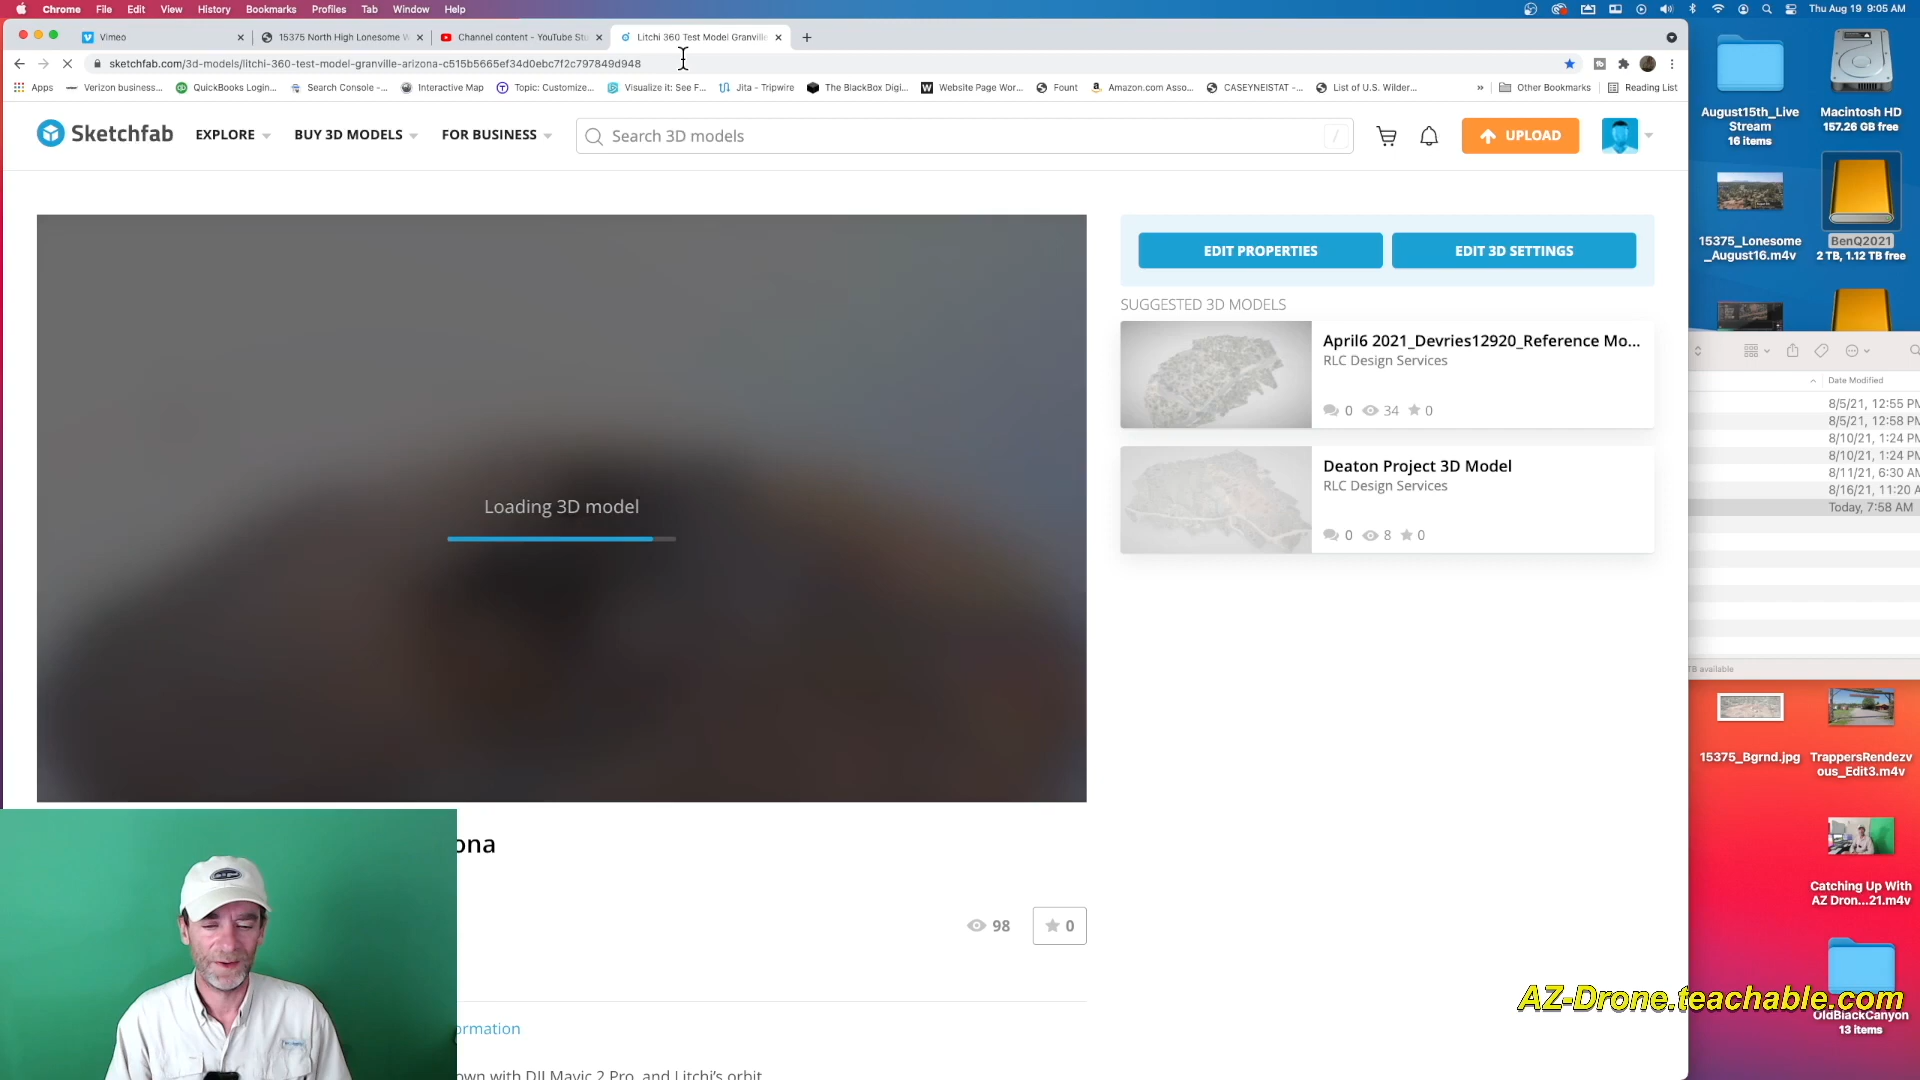 Chrome File Edit View History Bookmarks Profiles Tab Window Help
Thu Aug 19 9:05 AM
Vimeo
15375 North High Lonesome W
Channel content - YouTube Stu
Litchi 360 Test Model Granville
sketchfab.com/3d-models/litchi-360-test-model-granville-arizona-c515b5665ef34d0ebc7f2c797849d948
Apps Verizon business... QuickBooks Login... Search Console -... Interactive Map Topic: Customize... Visualize it: See F... Jita - Tripwire The BlackBox Digi... Website Page Wor... Fount Amazon.com Asso... CASEYNEISTAT -... List of U.S. Wilder... » Other Bookmarks Reading List
Sketchfab EXPLORE BUY 3D MODELS FOR BUSINESS Search 3D models / UPLOAD
EDIT PROPERTIES EDIT 3D SETTINGS
SUGGESTED 3D MODELS
April6 2021_Devries12920_Reference Mo...
RLC Design Services
0 34 0
Deaton Project 3D Model
RLC Design Services
0 8 0
Loading 3D model
ona
98 0
ormation
own with DJI Mavic 2 Pro, and Litchi's orbit
August15th_Live
Stream
16 items
Macintosh HD
157.26 GB free
15375_Lonesome
_August16.m4v
BenQ2021
2 TB, 1.12 TB free
Date Modified
8/5/21, 12:55 PM
8/5/21, 12:58 PM
8/10/21, 1:24 PM
8/10/21, 1:24 PM
8/11/21, 6:30 AM
8/16/21, 11:20 A
Today, 7:58 AM
TB available
15375_Bgrnd.jpg
TrappersRendezv
ous_Edit3.m4v
Catching Up With
AZ Dron...21.m4v
AZ-Drone.teachable.com
OldBlackCanyon
13 items